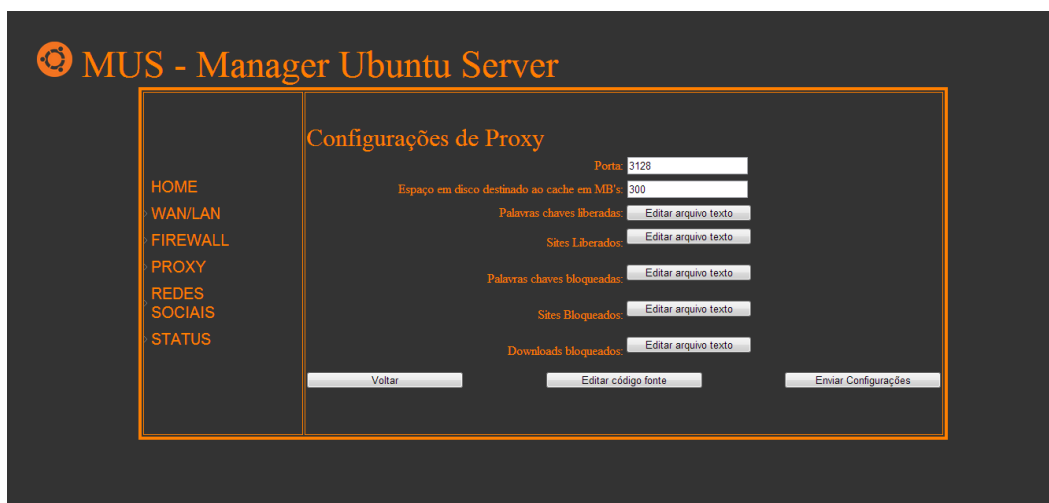 MUS - Manager Ubuntu Server
HOME
WAN/LAN
FIREWALL
PROXY
REDES
SOCIAIS
STATUS
Configurações de Proxy
Porta: 3128
Espaço em disco destinado ao cache em MB's: 300
Palavras chaves liberadas: Editar arquivo texto
Sites Liberados: Editar arquivo texto
Palavras chaves bloqueadas: Editar arquivo texto
Sites Bloqueados: Editar arquivo texto
Downloads bloqueados: Editar arquivo texto
Voltar Editar código fonte Enviar Configurações